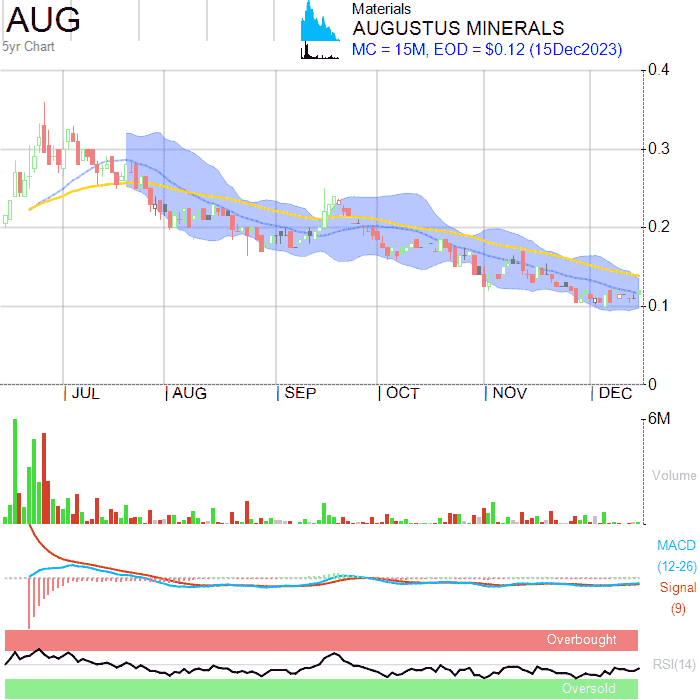 AUG
5yr Chart
Materials
AUGUSTUS MINERALS
MC = 15M, EOD = $0.12 (15Dec2023)
0.4
0.3
0.2
0.1
0
JUL
AUG
SEP
OCT
NOV
DEC
6M
Volume
MACD
(12-26)
Signal
(9)
Overbought
RSI(14)
Oversold